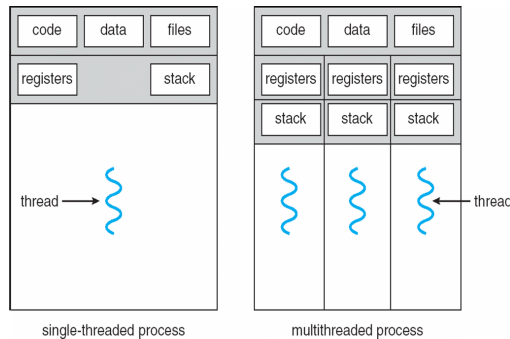 code data files
registers stack
thread
single-threaded process
code data files
registers registers registers
stack stack stack
thread
multithreaded process